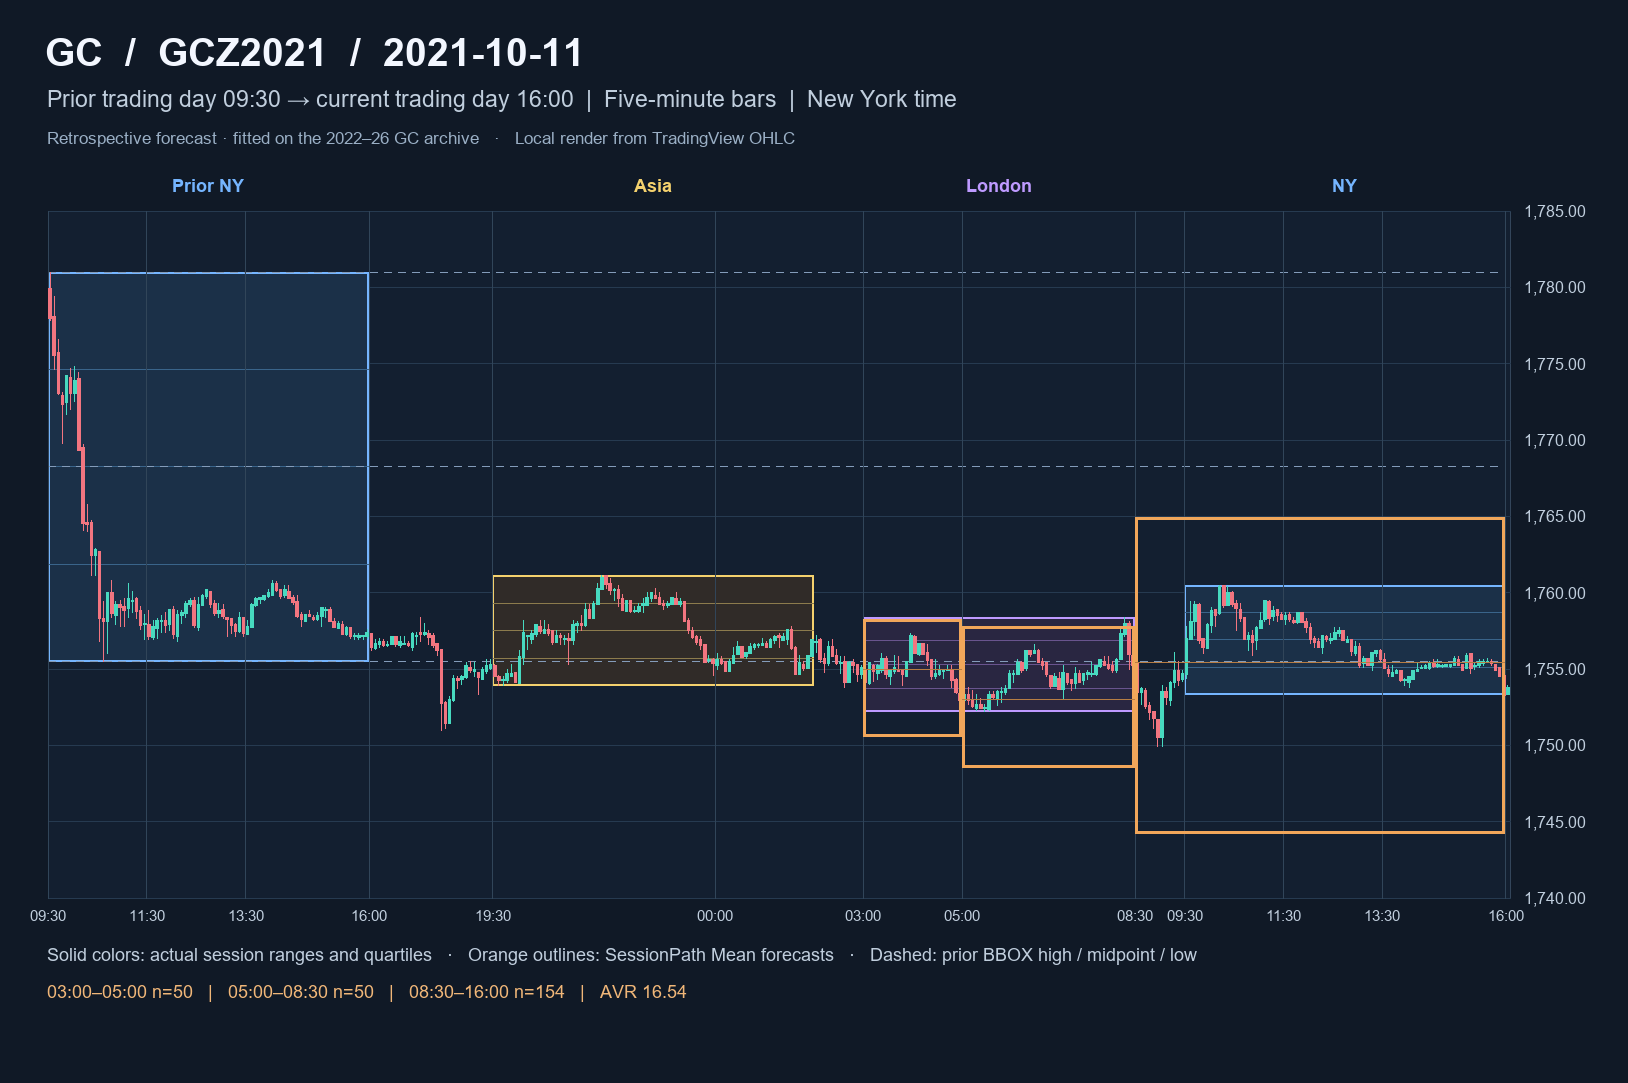 GC / GCZ2021 / 2021-10-11
Prior trading day 09:30 → current trading day 16:00 | Five-minute bars | New York time
Retrospective forecast · fitted on the 2022–26 GC archive · Local render from TradingView OHLC
Prior NY Asia London NY
1,785.00
1,780.00
1,775.00
1,770.00
1,765.00
1,760.00
1,755.00
1,750.00
1,745.00
1,740.00
09:30 11:30 13:30 16:00 19:30 00:00 03:00 05:00 08:30 09:30 11:30 13:30 16:00
Solid colors: actual session ranges and quartiles · Orange outlines: SessionPath Mean forecasts · Dashed: prior BBOX high / midpoint / low
03:00–05:00 n=50 | 05:00–08:30 n=50 | 08:30–16:00 n=154 | AVR 16.54